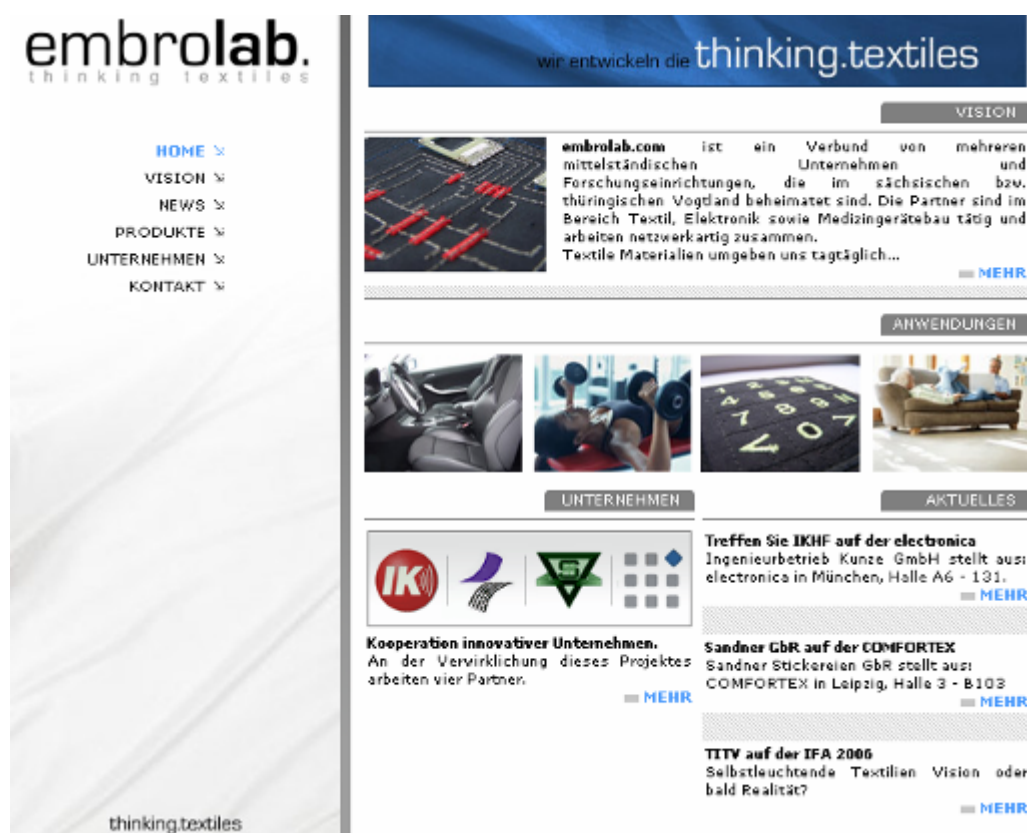 embrolab.
thinking textiles
HOME
VISION
NEWS
PRODUKTE
UNTERNEHMEN
KONTAKT
thinking.textiles
wir entwickeln die thinking.textiles
VISION
embrolab.com ist ein Verbund von mehreren
mittelständischen Unternehmen und
Forschungseinrichtungen, die im sächsischen bzw.
thüringischen Vogtland beheimatet sind. Die Partner sind im
Bereich Textil, Elektronik sowie Medizingerätebau tätig und
arbeiten netzwerkartig zusammen.
Textile Materialien umgeben uns tagtäglich...
MEHR
ANWENDUNGEN
UNTERNEHMEN
IK
S
Kooperation innovativer Unternehmen.
An der Vervirklichung dieses Projektes
arbeiten vier Partner.
MEHR
AKTUELLES
Treffen Sie IKHF auf der electronica
Ingenieurbetrieb Kunze GmbH stellt aus:
electronica in München, Halle A6 - 131.
MEHR
Sandner GbR auf der COMFORTEX
Sandner Stickereien GbR stellt aus:
COMFORTEX in Leipzig, Halle 3 - B103
MEHR
TITV auf der IFA 2006
Selbstleuchtende Textilien Vision oder
bald Realität?
MEHR